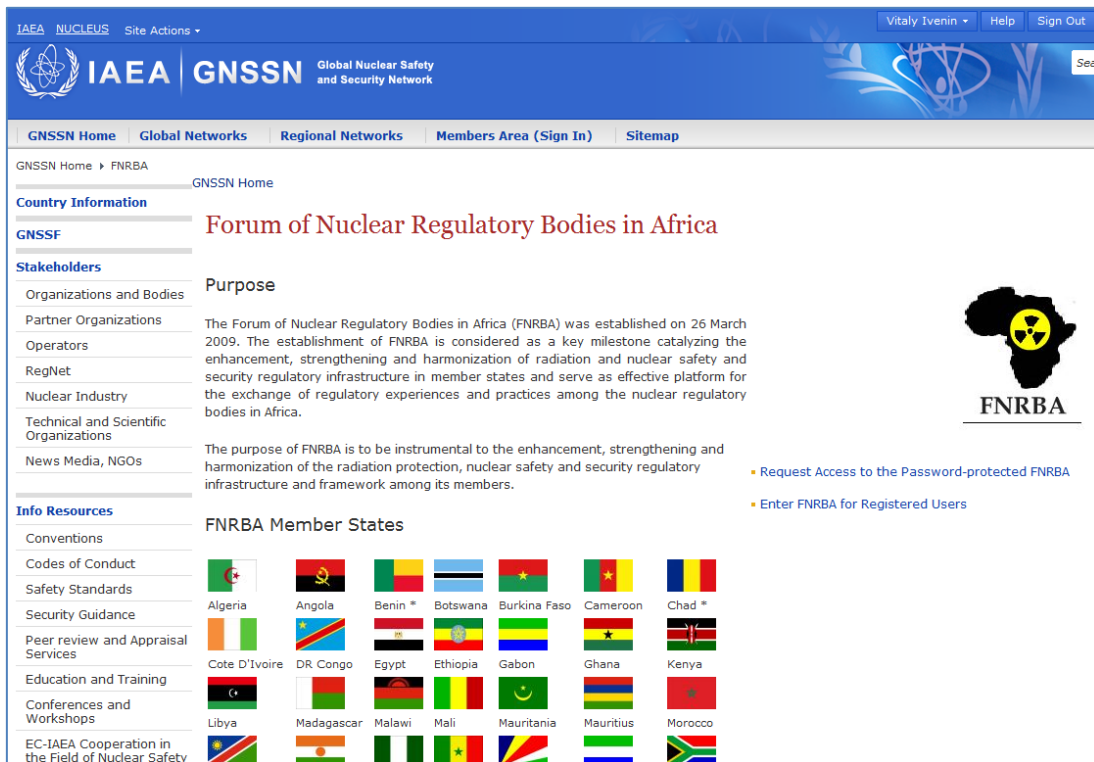 IAEA NUCLEUS Site Actions
Vitaly Ivenin Help Sign Out
IAEA GNSSN Global Nuclear Safety
and Security Network
GNSSN Home Global Networks Regional Networks Members Area (Sign In) Sitemap
GNSSN Home FNRBA
GNSSN Home
Country Information
GNSSF
Stakeholders
Organizations and Bodies
Partner Organizations
Operators
RegNet
Nuclear Industry
Technical and Scientific
Organizations
News Media, NGOs
Info Resources
Conventions
Codes of Conduct
Safety Standards
Security Guidance
Peer review and Appraisal
Services
Education and Training
Conferences and
Workshops
EC-IAEA Cooperation in
the Field of Nuclear Safety
Forum of Nuclear Regulatory Bodies in Africa
Purpose
The Forum of Nuclear Regulatory Bodies in Africa (FNRBA) was established on 26 March
2009. The establishment of FNRBA is considered as a key milestone catalyzing the
enhancement, strengthening and harmonization of radiation and nuclear safety and
security regulatory infrastructure in member states and serve as effective platform for
the exchange of regulatory experiences and practices among the nuclear regulatory
bodies in Africa.
The purpose of FNRBA is to be instrumental to the enhancement, strengthening and
harmonization of the radiation protection, nuclear safety and security regulatory
infrastructure and framework among its members.
FNRBA Member States
Algeria Angola Benin * Botswana Burkina Faso Cameroon Chad *
Cote D'Ivoire DR Congo Egypt Ethiopia Gabon Ghana Kenya
Libya Madagascar Malawi Mali Mauritania Mauritius Morocco
FNRBA
Request Access to the Password-protected FNRBA
Enter FNRBA for Registered Users